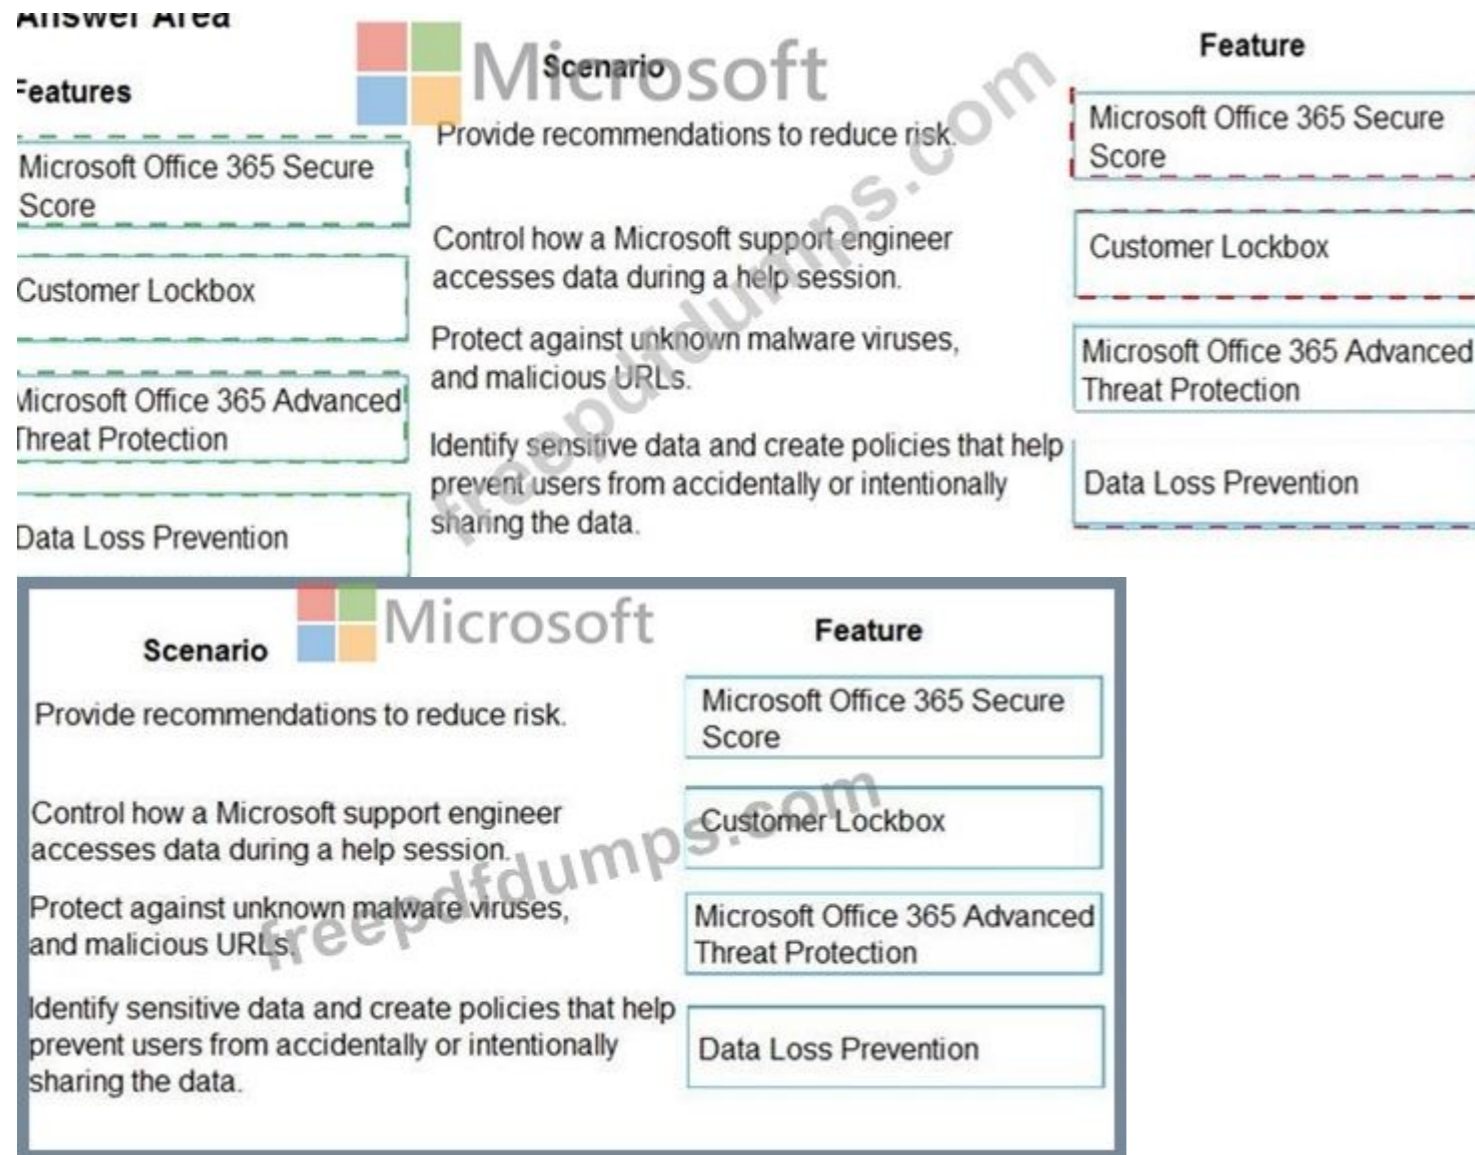 Answer Area
Features
Microsoft Office 365 Secure
Score
Customer Lockbox
Microsoft Office 365 Advanced
Threat Protection
Data Loss Prevention
Microsoft
Scenario
Provide recommendations to reduce risk.
Control how a Microsoft support engineer
accesses data during a help session.
Protect against unknown malware viruses,
and malicious URLs.
Identify sensitive data and create policies that help
prevent users from accidentally or intentionally
sharing the data.
Feature
Microsoft Office 365 Secure
Score
Customer Lockbox
Microsoft Office 365 Advanced
Threat Protection
Data Loss Prevention
freepdfdumps.com
Microsoft
Scenario
Feature
Provide recommendations to reduce risk.
Microsoft Office 365 Secure
Score
Control how a Microsoft support engineer
accesses data during a help session.
Customer Lockbox
Protect against unknown malware viruses,
and malicious URLs.
Microsoft Office 365 Advanced
Threat Protection
Identify sensitive data and create policies that help
prevent users from accidentally or intentionally
sharing the data.
Data Loss Prevention
freepdfdumps.com